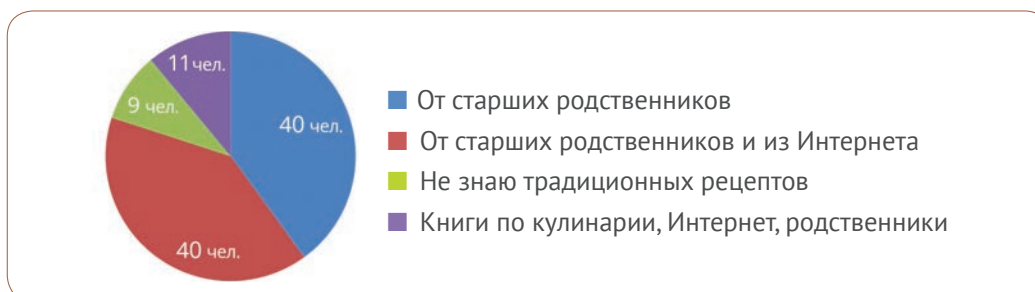 11 чел.
9 чел.
40 чел.
40 чел.
От старших родственников
От старших родственников и из Интернета
Не знаю традиционных рецептов
Книги по кулинарии, Интернет, родственники